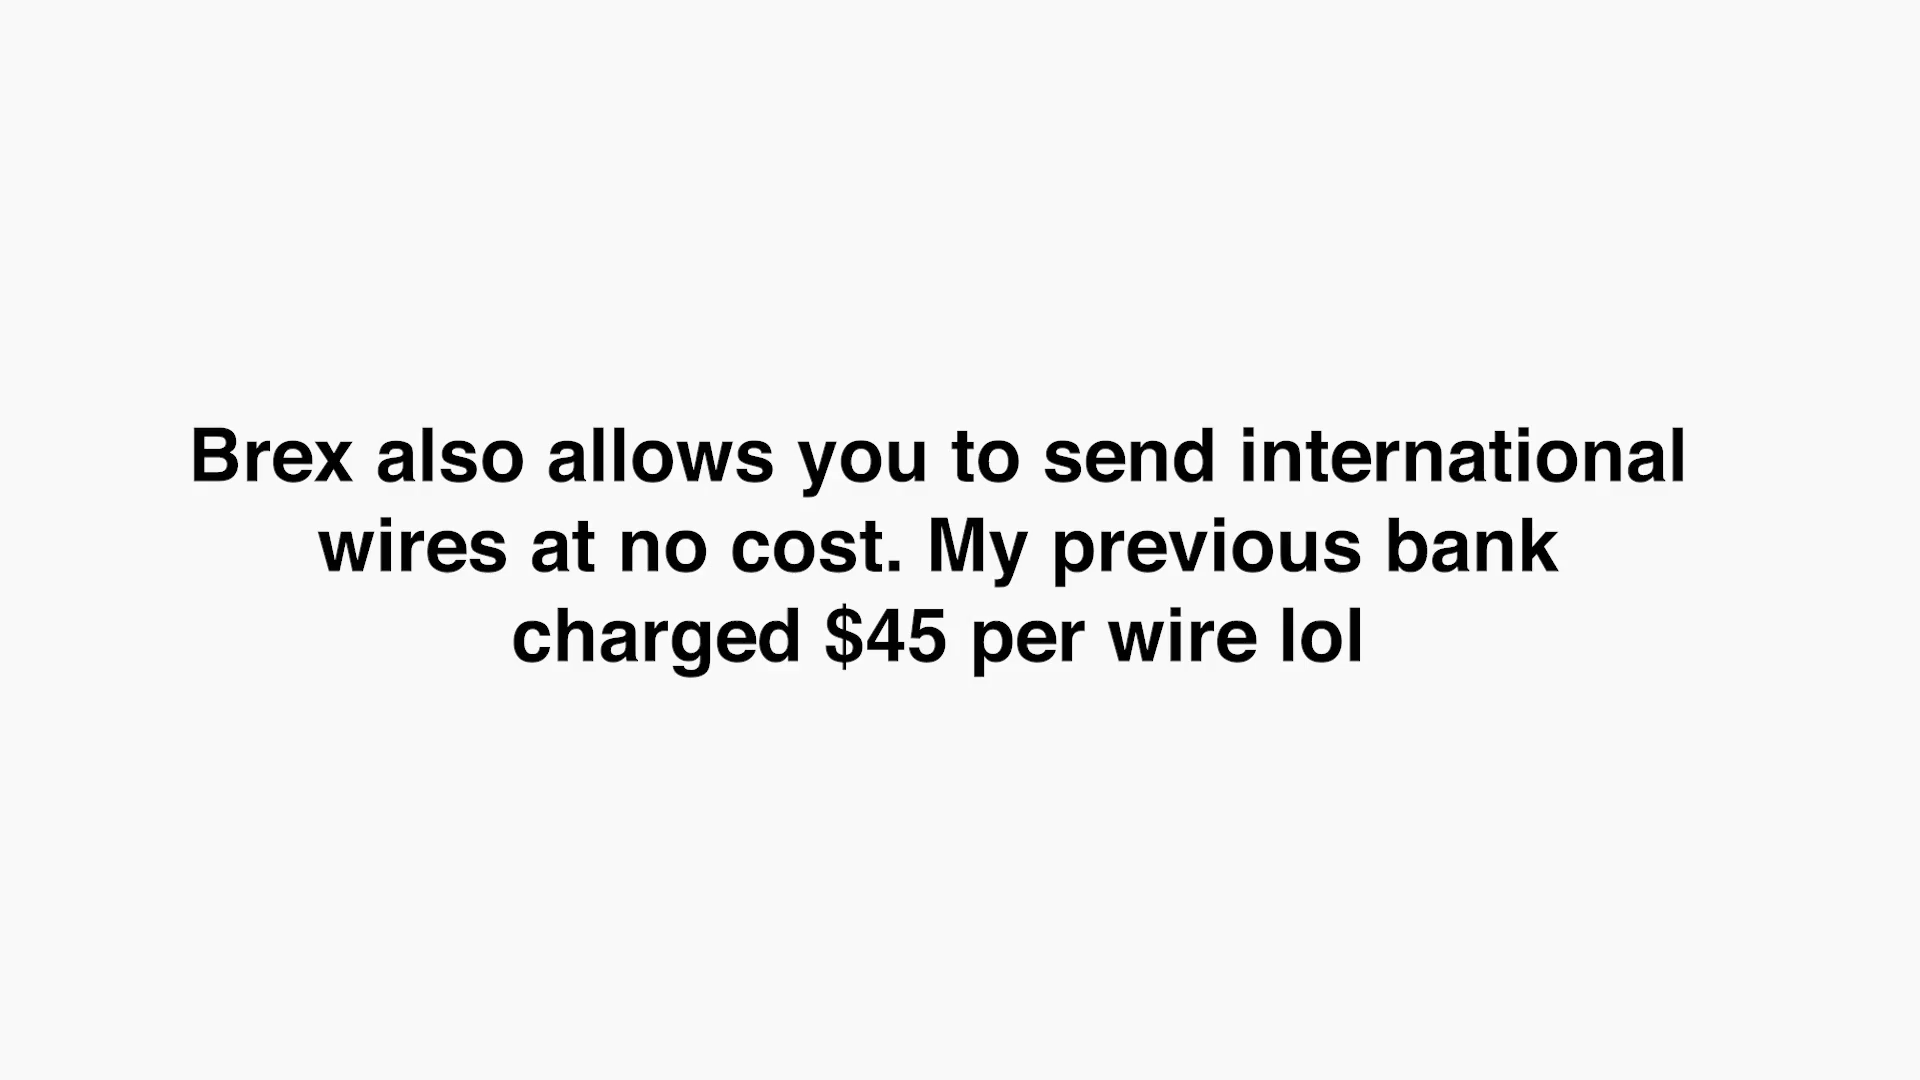 Brex also allows you to send international
wires at no cost. My previous bank
charged $45 per wire lol